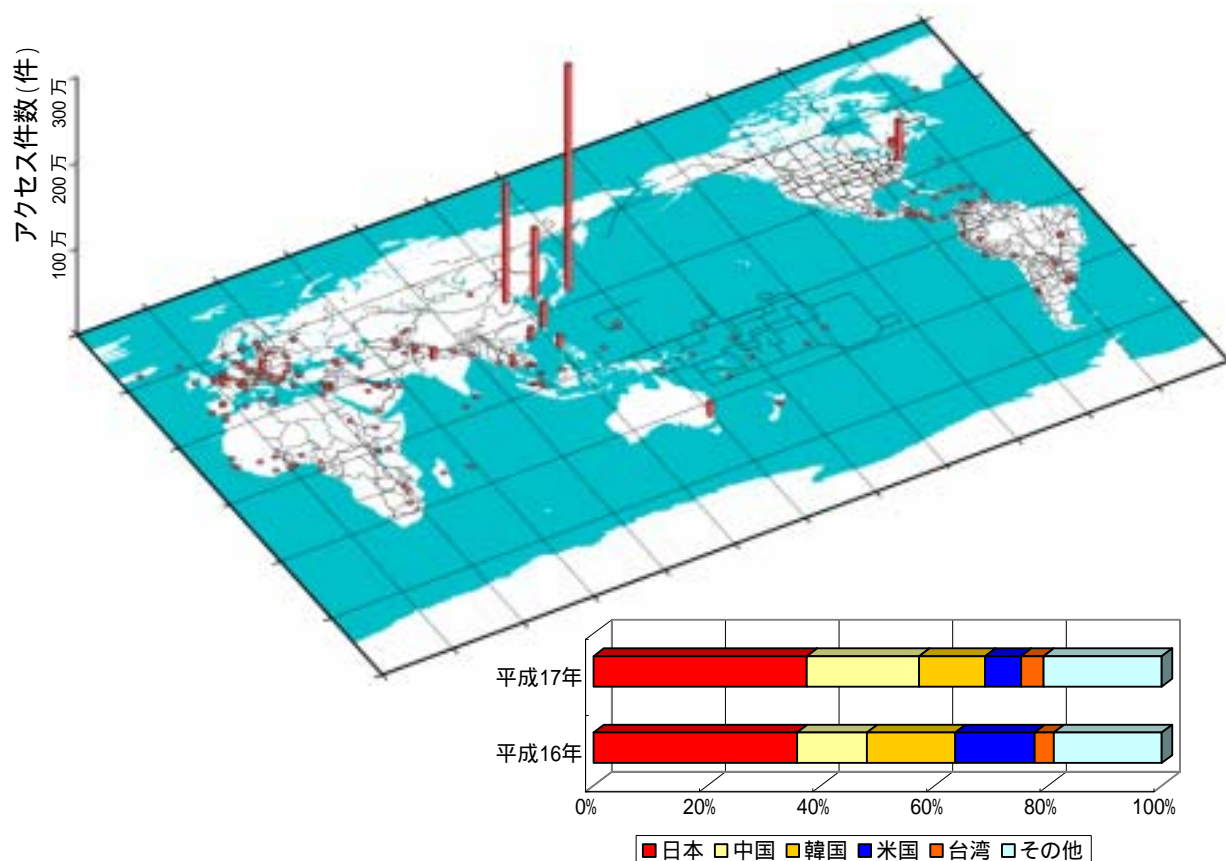 アクセス件数(件)
300万
200万
100万
平成17年
平成16年
0% 20% 40% 60% 80% 100%
日本 中国 韓国 米国 台湾 その他